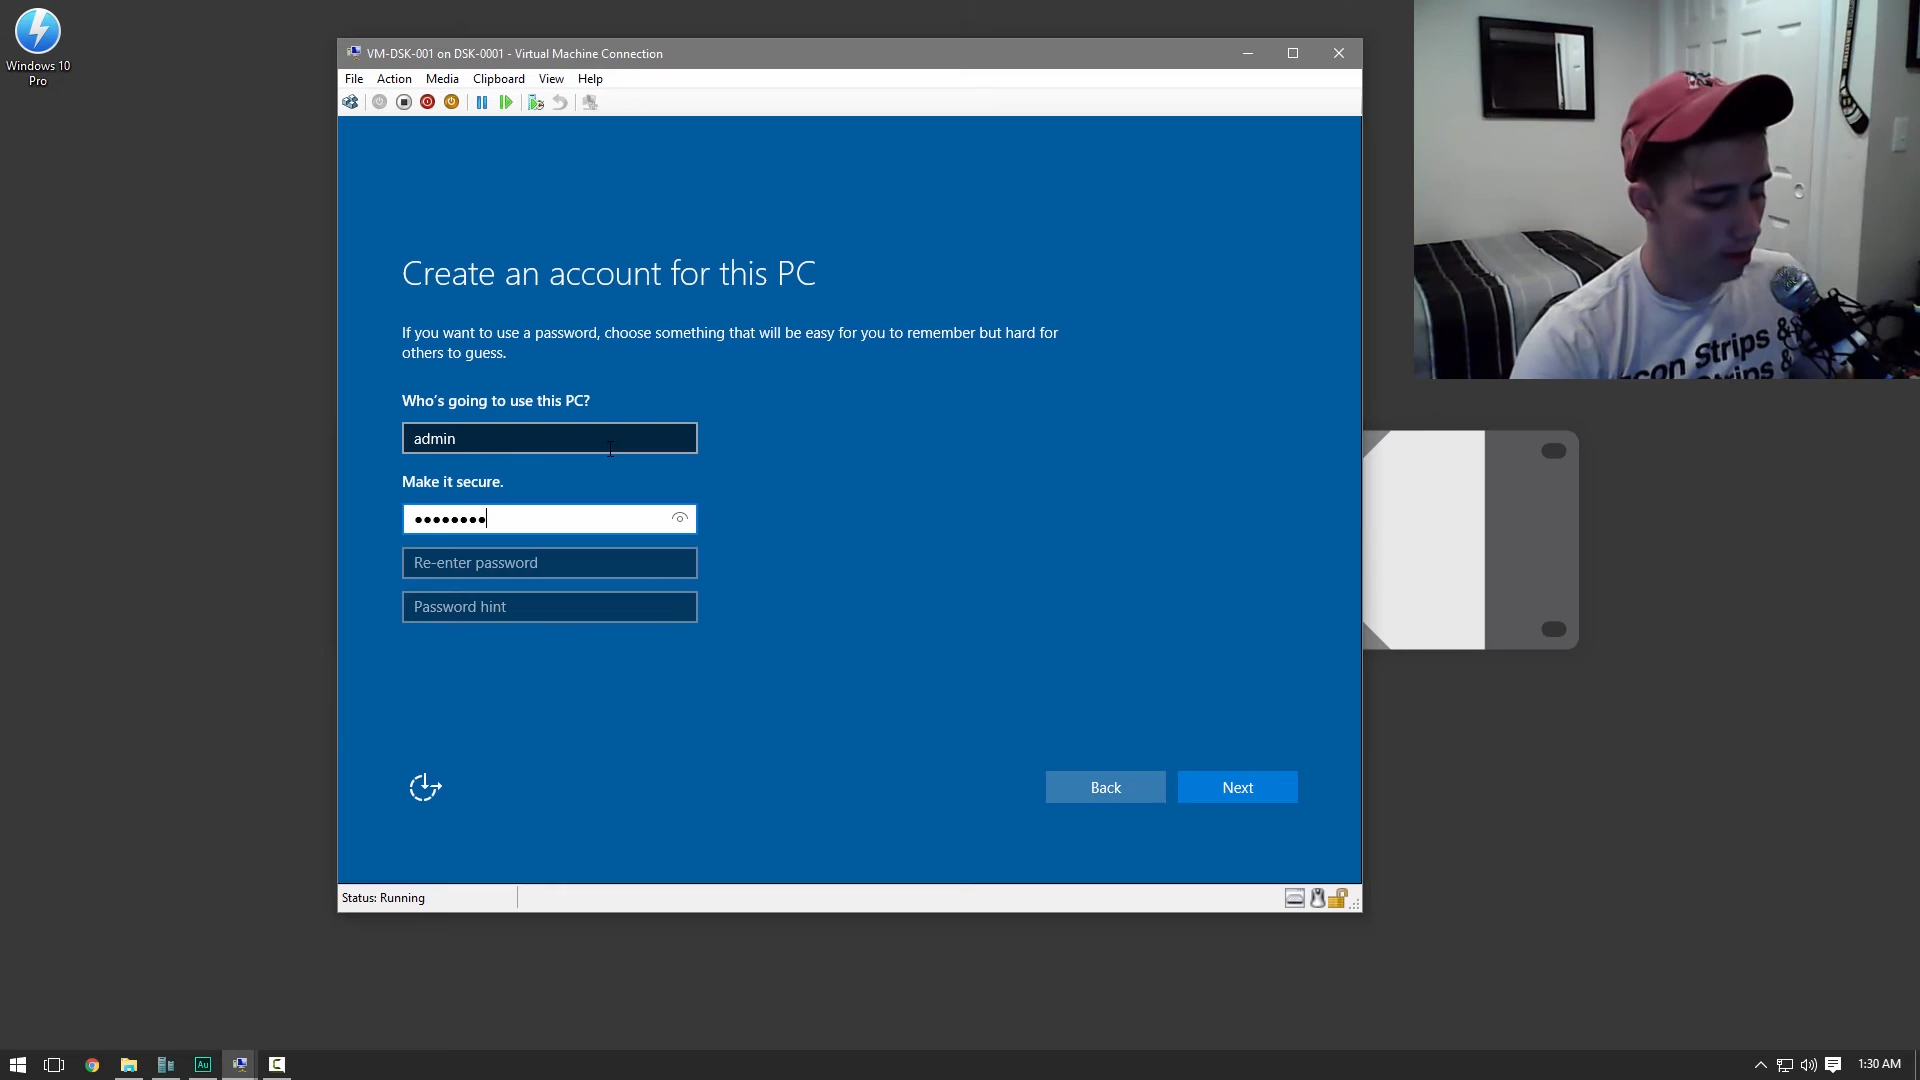 Windows 10
Pro
VM-DSK-001 on DSK-0001 - Virtual Machine Connection
File Action Media Clipboard View Help
Create an account for this PC
If you want to use a password, choose something that will be easy for you to remember but hard for
others to guess.
Who's going to use this PC?
admin
Make it secure.
Re-enter password
Password hint
Back Next
Status: Running
Strips &
Au
1:30 AM